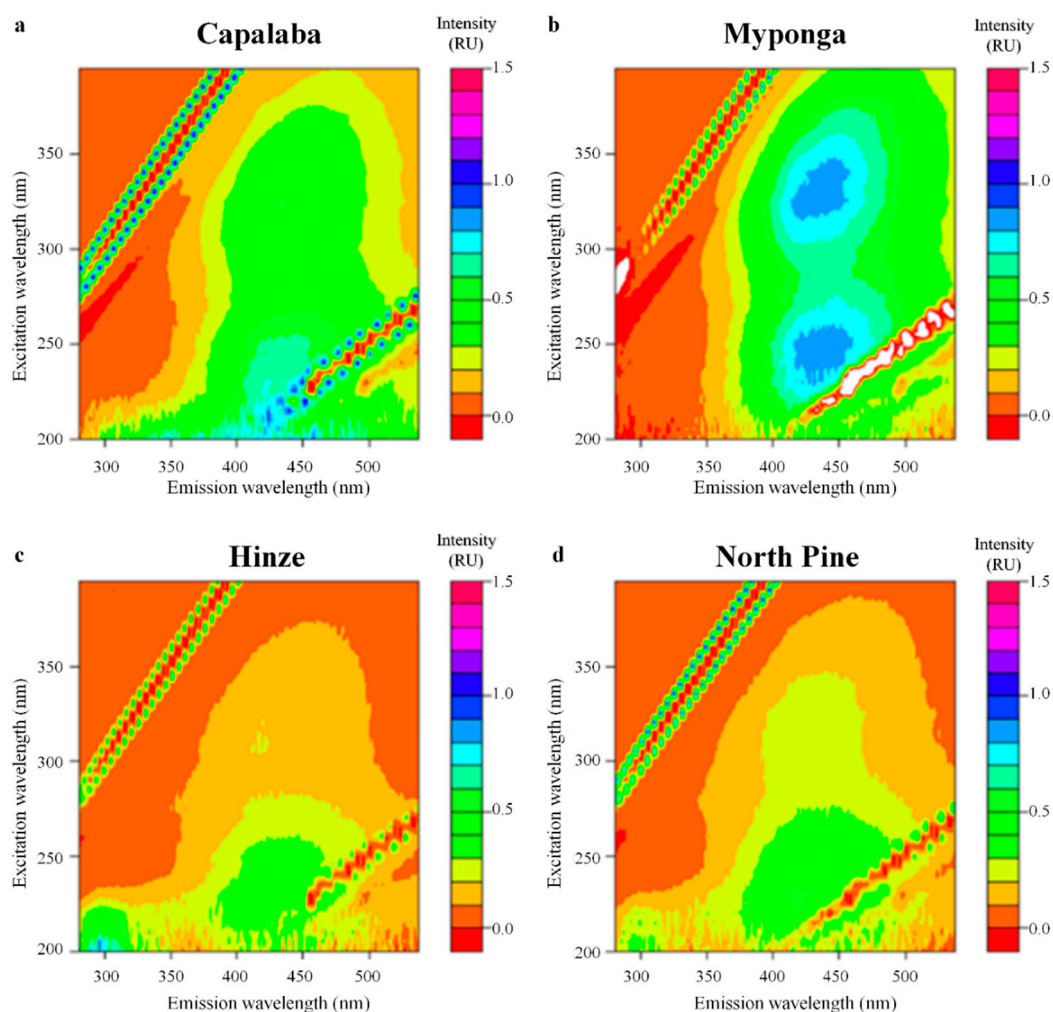 a
Capalaba
Intensity
(RU)
1.5
1.0
0.5
0.0
Excitation wavelength (nm)
350
300
250
200
300
350
400
450
500
Emission wavelength (nm)
b
Myponga
Intensity
(RU)
1.5
1.0
0.5
0.0
Excitation wavelength (nm)
350
300
250
200
300
350
400
450
500
Emission wavelength (nm)
c
Hinze
Intensity
(RU)
1.5
1.0
0.5
0.0
Excitation wavelength (nm)
350
300
250
200
300
350
400
450
500
Emission wavelength (nm)
d
North Pine
Intensity
(RU)
1.5
1.0
0.5
0.0
Excitation wavelength (nm)
350
300
250
200
300
350
400
450
500
Emission wavelength (nm)